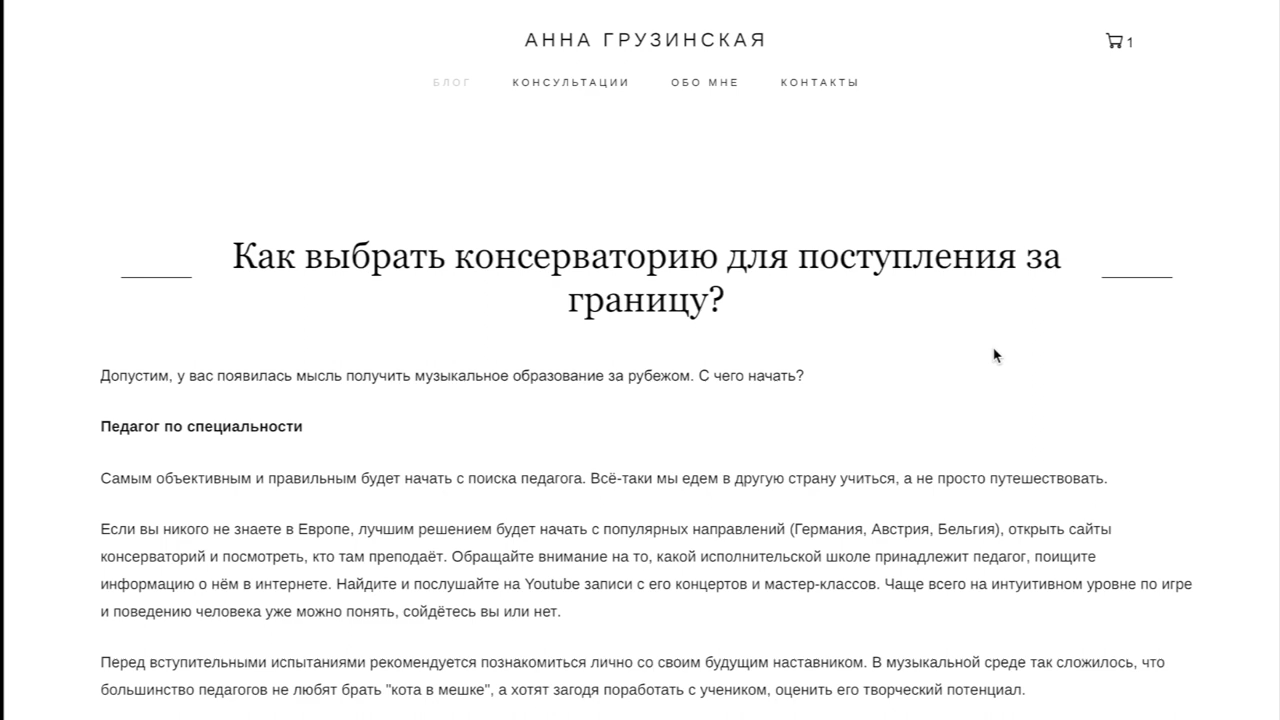 АННА ГРУЗИНСКАЯ
1
БЛОГ КОНСУЛЬТАЦИИ ОБО МНЕ КОНТАКТЫ
Как выбрать консерваторию для поступления за
границу?
Допустим, у вас появилась мысль получить музыкальное образование за рубежом. С чего начать?
Педагог по специальности
Самым объективным и правильным будет начать с поиска педагога. Всё-таки мы едем в другую страну учиться, а не просто путешествовать.
Если вы никого не знаете в Европе, лучшим решением будет начать с популярных направлений (Германия, Австрия, Бельгия), открыть сайты
консерваторий и посмотреть, кто там преподаёт. Обращайте внимание на то, какой исполнительской школе принадлежит педагог, поищите
информацию о нём в интернете. Найдите и послушайте на Youtube записи с его концертов и мастер-классов. Чаще всего на интуитивном уровне по игре
и поведению человека уже можно понять, сойдётесь вы или нет.
Перед вступительными испытаниями рекомендуется познакомиться лично со своим будущим наставником. В музыкальной среде так сложилось, что
большинство педагогов не любят брать "кота в мешке", а хотят загодя поработать с учеником, оценить его творческий потенциал.